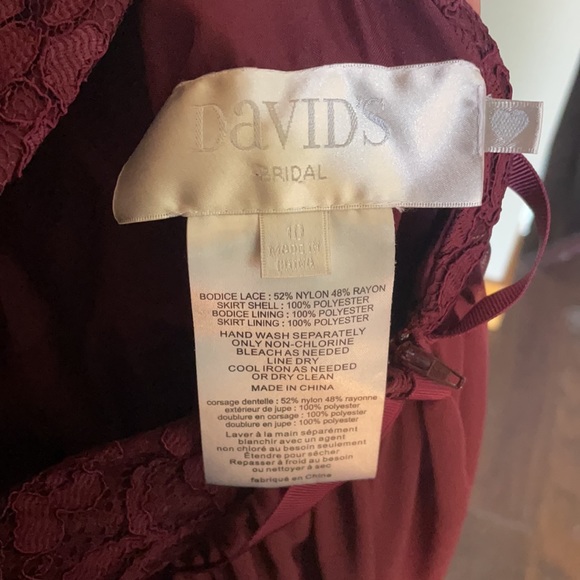 DAVID'S
BRIDAL
10
MADE IN
CHINA
BODICE LACE : 52% NYLON 48% RAYON
SKIRT SHELL : 100% POLYESTER
BODICE LINING : 100% POLYESTER
SKIRT LINING : 100% POLYESTER
HAND WASH SEPARATELY
ONLY NON-CHLORINE
BLEACH AS NEEDED
LINE DRY
COOL IRON AS NEEDED
OR DRY CLEAN
MADE IN CHINA
corsage dentelle : 52% nylon 48% rayonne
extérieur de jupe : 100% polyester
doublure en corsage : 100% polyester
doublure en jupe : 100% polyester
Laver à la main séparément
blanchir avec un agent
non chloré au besoin
Étendre pour sécher
Repasser à froid au besoin
ou nettoyer à sec
fabriqué en Chine